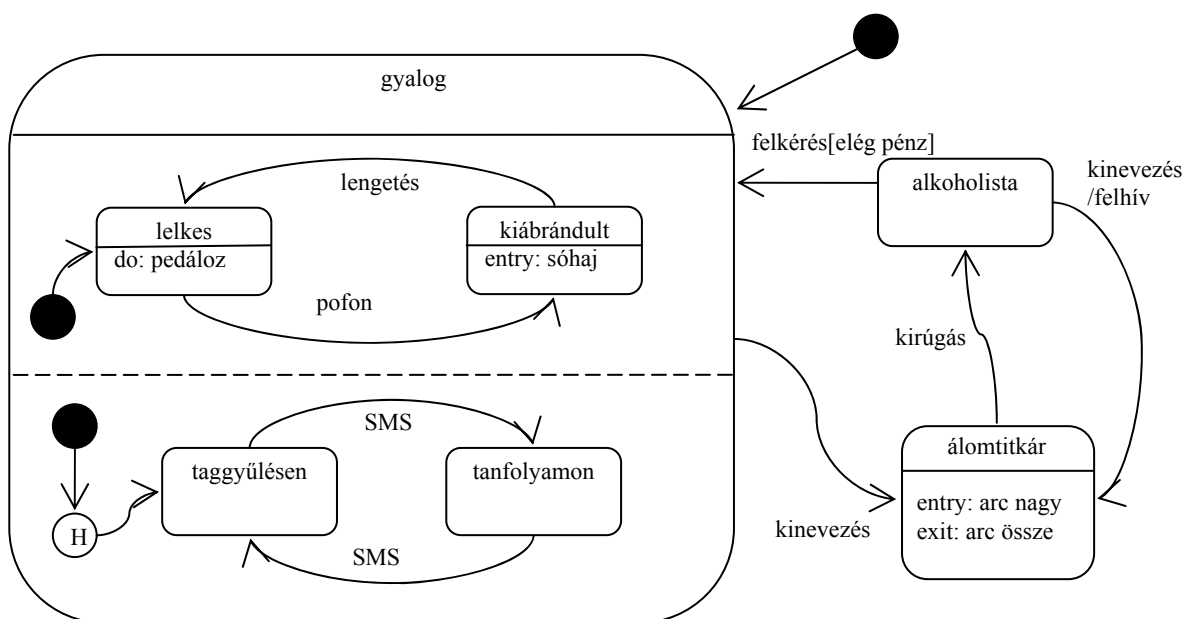 gyalog
felkérés[elég pénz]
lengetés
alkoholista
kinevezés
/felhív
lelkes
do: pedáloz
kiábrándult
entry: sóhaj
pofon
kirúgás
SMS
taggyűlésen
tanfolyamon
álomtitkár
entry: arc nagy
exit: arc össze
kinevezés
H
SMS